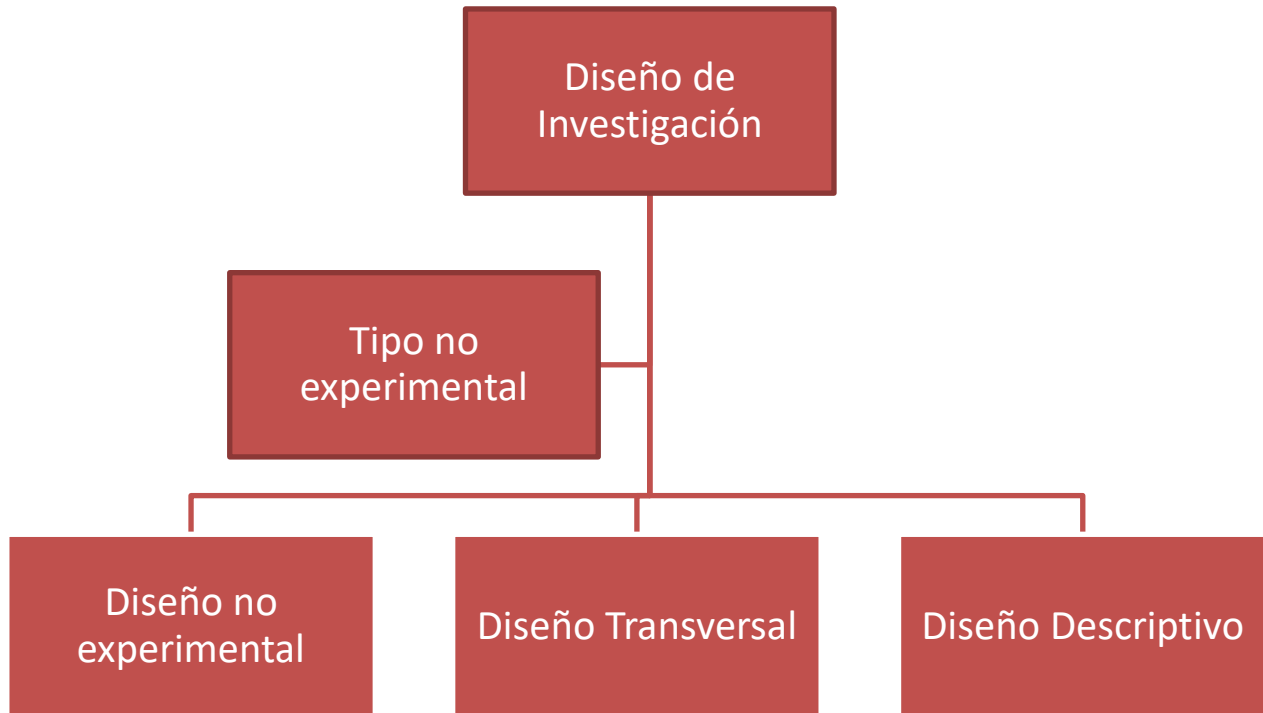 Diseño de
Investigación
Tipo no
experimental
Diseño no
experimental
Diseño Transversal
Diseño Descriptivo